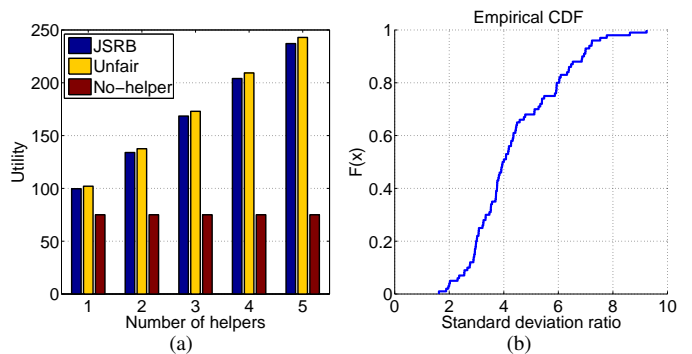 250
200
150
100
50
0
Utility
JSRB
Unfair
No-helper
1 2 3 4 5
Number of helpers
(a)
Empirical CDF
1
0.8
0.6
0.4
0.2
0
F(x)
0 2 4 6 8 10
Standard deviation ratio
(b)